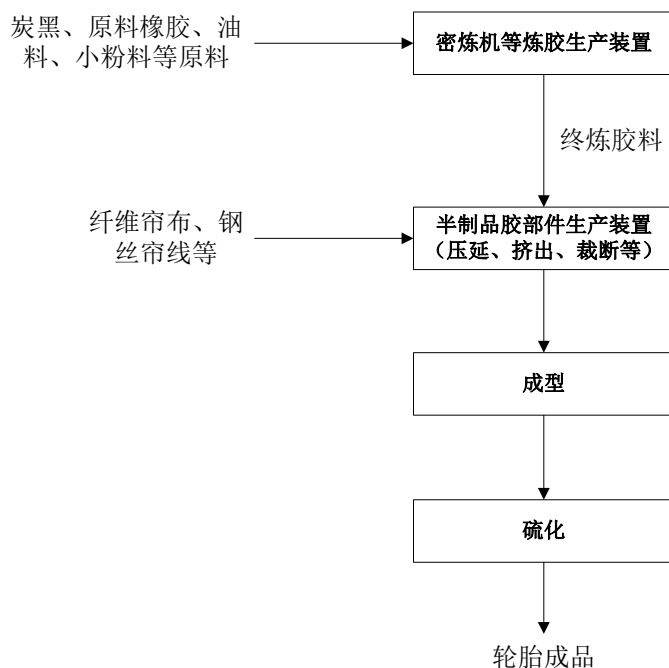 炭黑、原料橡胶、油
料、小粉料等原料
密炼机等炼胶生产装置
终炼胶料
纤维帘布、钢
丝帘线等
半制品胶部件生产装置
（压延、挤出、裁断等）
成型
硫化
轮胎成品